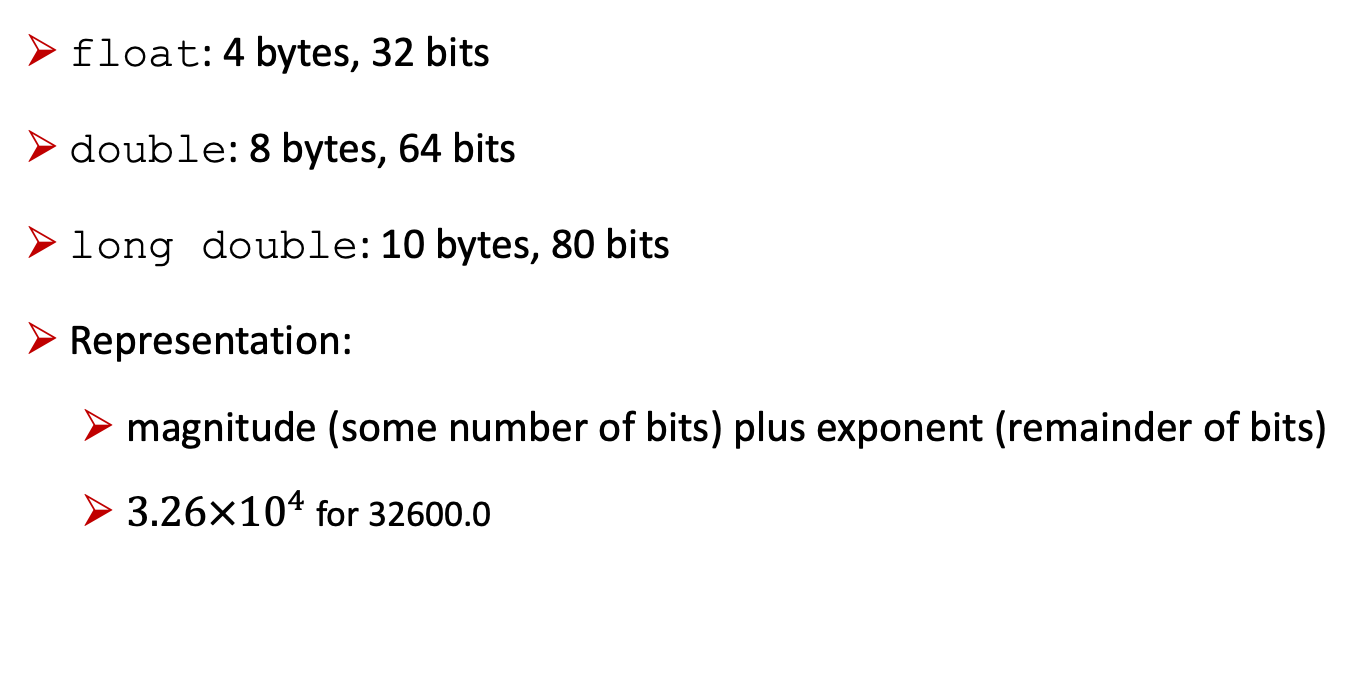 float: 4 bytes, 32 bits
double: 8 bytes, 64 bits
long double: 10 bytes, 80 bits
Representation:
magnitude (some number of bits) plus exponent (remainder of bits)
3.26×10⁴ for 32600.0